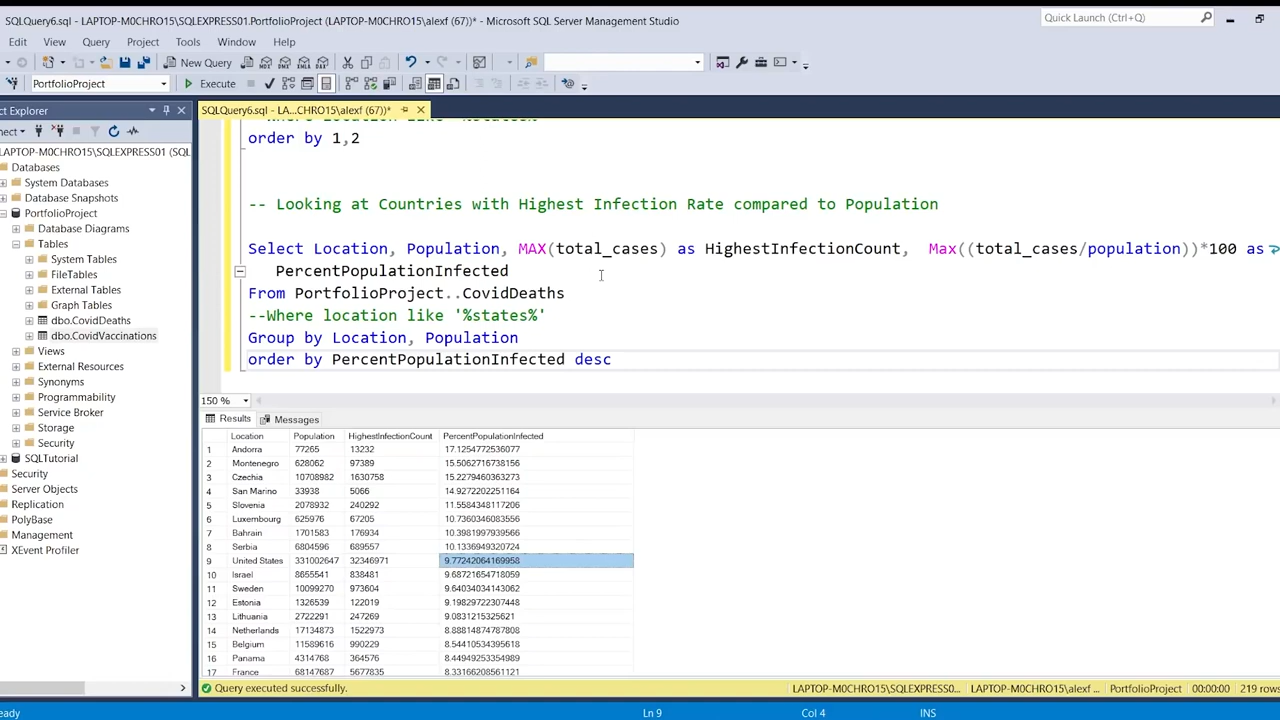 SQLQuery6.sql - LAPTOP-M0CHRO15\SQLEXPRESS01.PortfolioProject (LAPTOP-M0CHRO15\alexf (67))* - Microsoft SQL Server Management Studio
Quick Launch (Ctrl+Q)
Edit View Query Project Tools Window Help
New Query
PortfolioProject Execute
ct Explorer
SQLQuery6.sql - LA...CHRO15\alexf (67))*
nect
LAPTOP-M0CHRO15\SQLEXPRESS01 (SQL
Databases
System Databases
Database Snapshots
PortfolioProject
Database Diagrams
Tables
System Tables
FileTables
External Tables
Graph Tables
dbo.CovidDeaths
dbo.CovidVaccinations
Views
External Resources
Synonyms
Programmability
Service Broker
Storage
Security
SQLTutorial
Security
Server Objects
Replication
PolyBase
Management
XEvent Profiler
order by 1,2
-- Looking at Countries with Highest Infection Rate compared to Population
Select Location, Population, MAX(total_cases) as HighestInfectionCount, Max((total_cases/population))*100 as
PercentPopulationInfected
From PortfolioProject..CovidDeaths
--Where location like '%states%'
Group by Location, Population
order by PercentPopulationInfected desc
150 %
Results Messages
Location Population HighestInfectionCount PercentPopulationInfected
1 Andorra 77265 13232 17.1254772536077
2 Montenegro 628062 97389 15.5062716738156
3 Czechia 10708982 1630758 15.2279460363273
4 San Marino 33938 5066 14.9272202251164
5 Slovenia 2078932 240292 11.5584348117206
6 Luxembourg 625976 67205 10.7360346083556
7 Bahrain 1701583 176934 10.3981997939566
8 Serbia 6804596 689557 10.1336949320724
9 United States 331002647 32346971 9.77242064169958
10 Israel 8655541 838481 9.68721654718059
11 Sweden 10099270 973604 9.64034034143062
12 Estonia 1326539 122019 9.19829722307448
13 Lithuania 2722291 247269 9.0831215325621
14 Netherlands 17134873 1522973 8.88814874787808
15 Belgium 11589616 990229 8.54410534395618
16 Panama 4314768 364576 8.44949253354989
17 France 68147687 5677835 8.33166208561121
Query executed successfully. LAPTOP-M0CHRO15\SQLEXPRESS0... LAPTOP-M0CHRO15\alexf ... PortfolioProject 00:00:00 219 rows
eady Ln 9 Col 4 INS